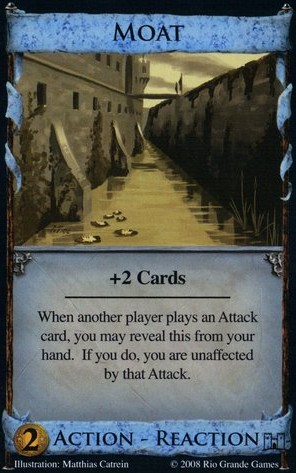 MOAT
+2 Cards
When another player plays an Attack
card, you may reveal this from your
hand.  If you do, you are unaffected
by that Attack.
2 ACTION - REACTION
Illustration: Matthias Catrein © 2008 Rio Grande Games